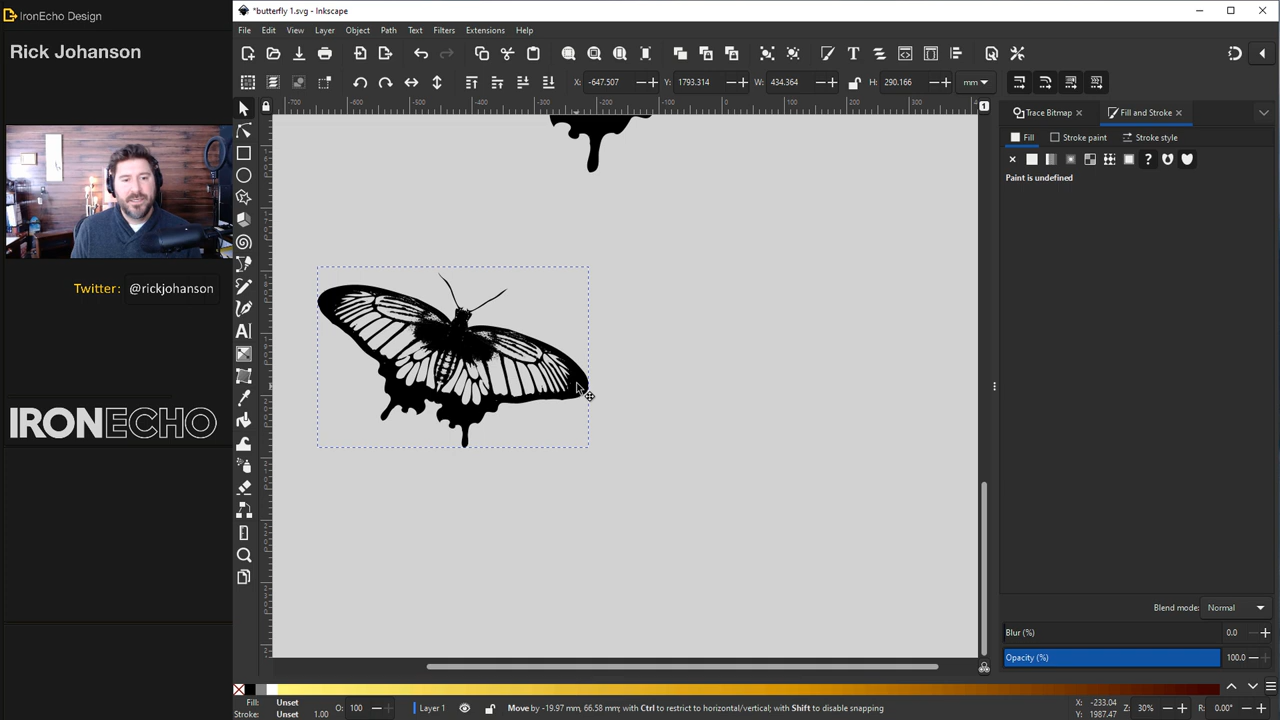 IronEcho Design
Rick Johanson
Twitter: @rickjohanson
IRONECHO
*butterfly 1.svg - Inkscape
File Edit View Layer Object Path Text Filters Extensions Help
X: -647.507 Y: 1793.314 W: 434.364 H: 290.166 mm
Trace Bitmap Fill and Stroke
Fill Stroke paint Stroke style
Paint is undefined
Blend mode: Normal
Blur (%) 0.0
Opacity (%) 100.0
Fill: Unset
Stroke: Unset 1.00
O: 100
Layer 1
Move by -19.97 mm, 66.58 mm; with Ctrl to restrict to horizontal/vertical; with Shift to disable snapping
X: -233.04
Y: 1987.47
Z: 30%
R: 0.00°